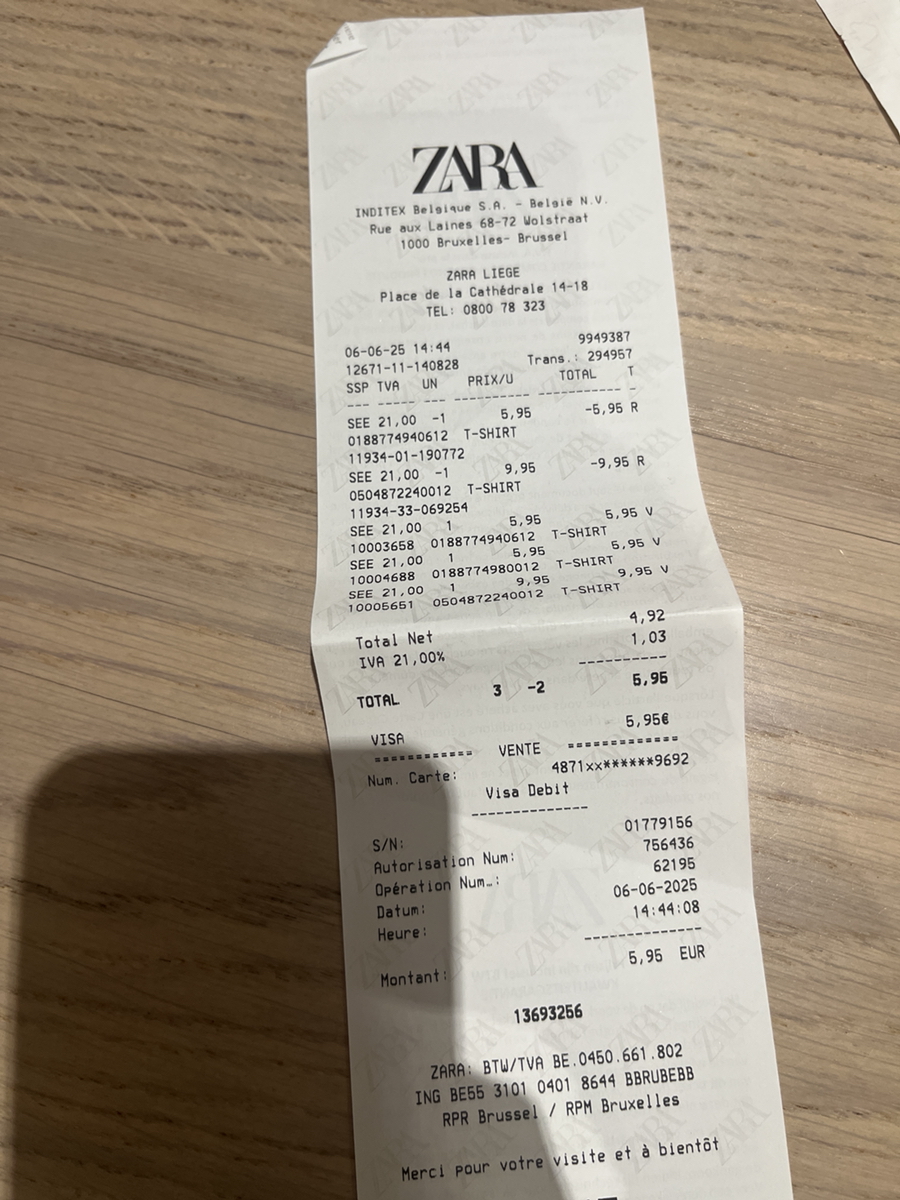 ZARA
INDITEX Belgique S.A. - België N.V.
Rue aux Laines 68-72 Wolstraat
1000 Bruxelles- Brussel
ZARA LIEGE
Place de la Cathédrale 14-18
TEL: 0800 78 323
06-06-25 14:44 9949387
12671-11-140828 Trans.: 294957
SSP TVA UN PRIX/U TOTAL T
--- ----- --- ---------- ----------- -
SEE 21,00 -1 5,95 -5,95 R
0188774940612 T-SHIRT
11934-01-190772
SEE 21,00 -1 9,95 -9,95 R
0504872240012 T-SHIRT
11934-33-069254
SEE 21,00 1 5,95 5,95 V
10003658 0188774940612 T-SHIRT
SEE 21,00 1 5,95 5,95 V
10004688 0188774980012 T-SHIRT
SEE 21,00 1 9,95 9,95 V
10005651 0504872240012 T-SHIRT
Total Net 4,92
IVA 21,00% 1,03
----------
TOTAL 3 -2 5,95
VISA 5,95€
============ VENTE =============
Num. Carte: 4871xx******9692
Visa Debit
--------------
S/N: 01779156
Autorisation Num: 756436
Opération Num..: 62195
Datum: 06-06-2025
Heure: 14:44:08
--------------
Montant: 5,95 EUR
13693256
ZARA: BTW/TVA BE.0450.661.802
ING BE55 3101 0401 8644 BBRUBEBB
RPR Brussel / RPM Bruxelles
Merci pour votre visite et à bientôt